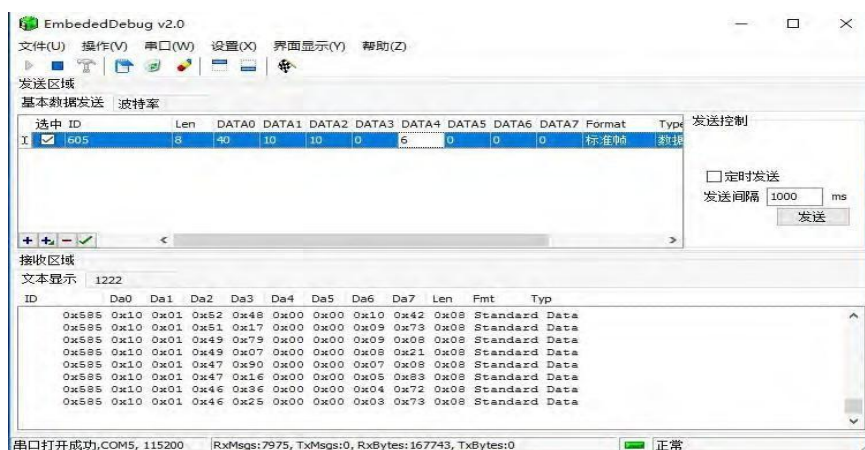 EmbededDebug v2.0
文件(U) 操作(V) 串口(W) 设置(X) 界面显示(Y) 帮助(Z)
发送区域
基本数据发送 波特率
选中 ID Len DATA0 DATA1 DATA2 DATA3 DATA4 DATA5 DATA6 DATA7 Format Type
605 8 40 10 10 0 6 0 0 0 标准帧 数据
发送控制
定时发送
发送间隔 1000 ms
发送
接收区域
文本显示 1222
ID Da0 Da1 Da2 Da3 Da4 Da5 Da6 Da7 Len Fmt Typ
0x585 0x10 0x01 0x52 0x48 0x00 0x00 0x10 0x42 0x08 Standard Data
0x585 0x10 0x01 0x51 0x17 0x00 0x00 0x09 0x73 0x08 Standard Data
0x585 0x10 0x01 0x49 0x79 0x00 0x00 0x09 0x08 0x08 Standard Data
0x585 0x10 0x01 0x49 0x07 0x00 0x00 0x08 0x21 0x08 Standard Data
0x585 0x10 0x01 0x47 0x90 0x00 0x00 0x07 0x08 0x08 Standard Data
0x585 0x10 0x01 0x47 0x16 0x00 0x00 0x05 0x83 0x08 Standard Data
0x585 0x10 0x01 0x46 0x36 0x00 0x00 0x04 0x72 0x08 Standard Data
0x585 0x10 0x01 0x46 0x25 0x00 0x00 0x03 0x73 0x08 Standard Data
串口打开成功,COM5, 115200 RxMsgs:7975, TxMsgs:0, RxBytes:167743, TxBytes:0 正常